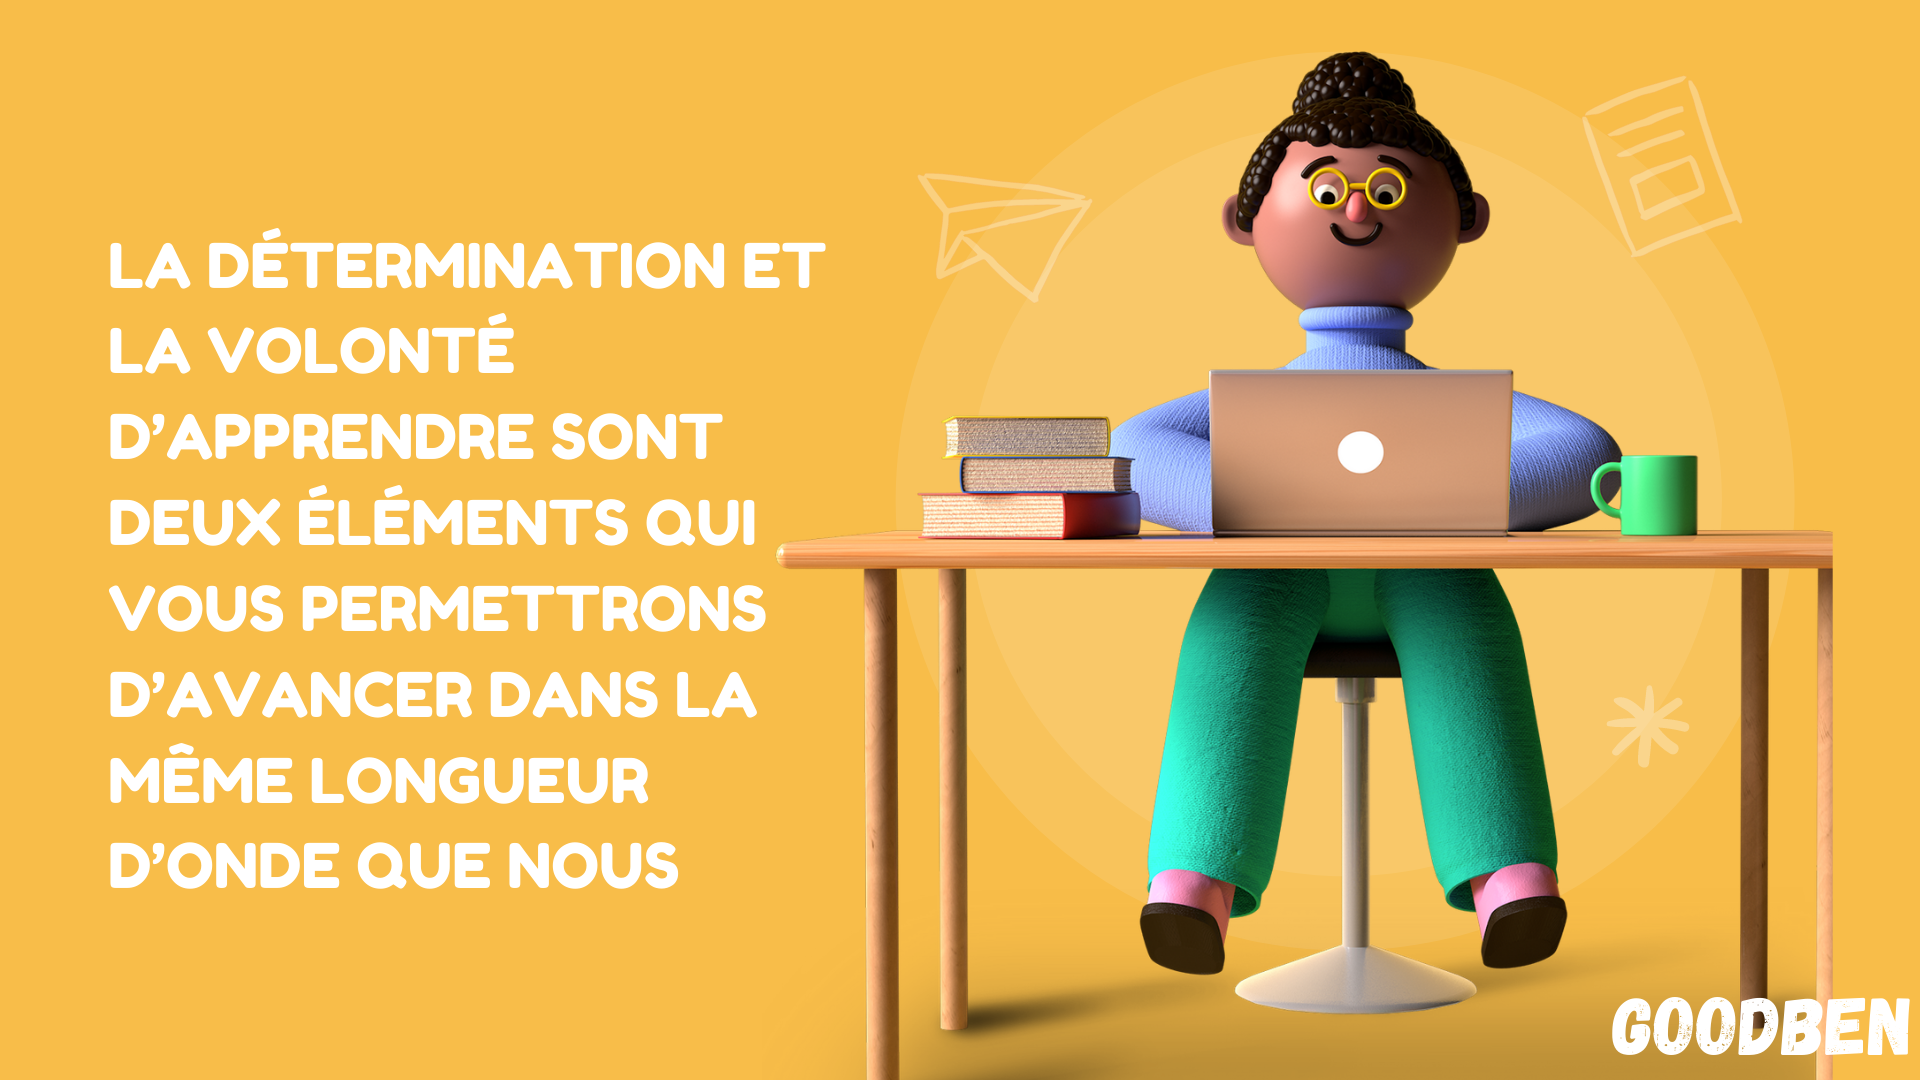 LA DÉTERMINATION ET
LA VOLONTÉ
D’APPRENDRE SONT
DEUX ÉLÉMENTS QUI
VOUS PERMETTRONS
D’AVANCER DANS LA
MÊME LONGUEUR
D’ONDE QUE NOUS
GOODBEN